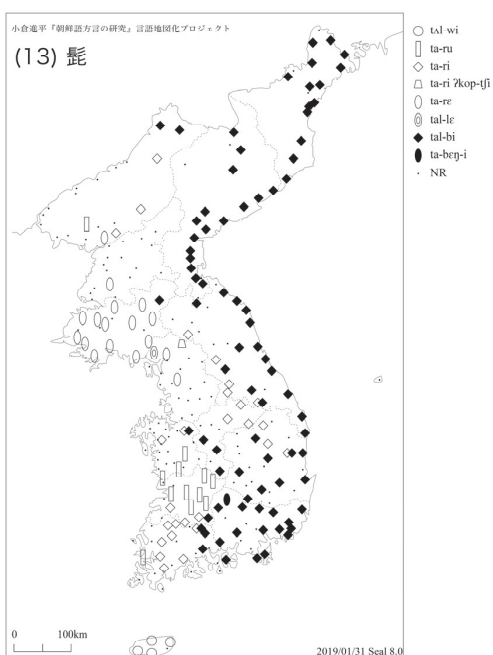 小倉進平『朝鮮語方言の研究』言語地図化プロジェクト
(13) 髢
tʌl-wi
ta-ru
ta-ri
ta-ri ʔkop-tʃi
ta-rɛ
tal-lɛ
tal-bi
ta-bɛŋ-i
NR
0 100km
2019/01/31 Seal 8.0